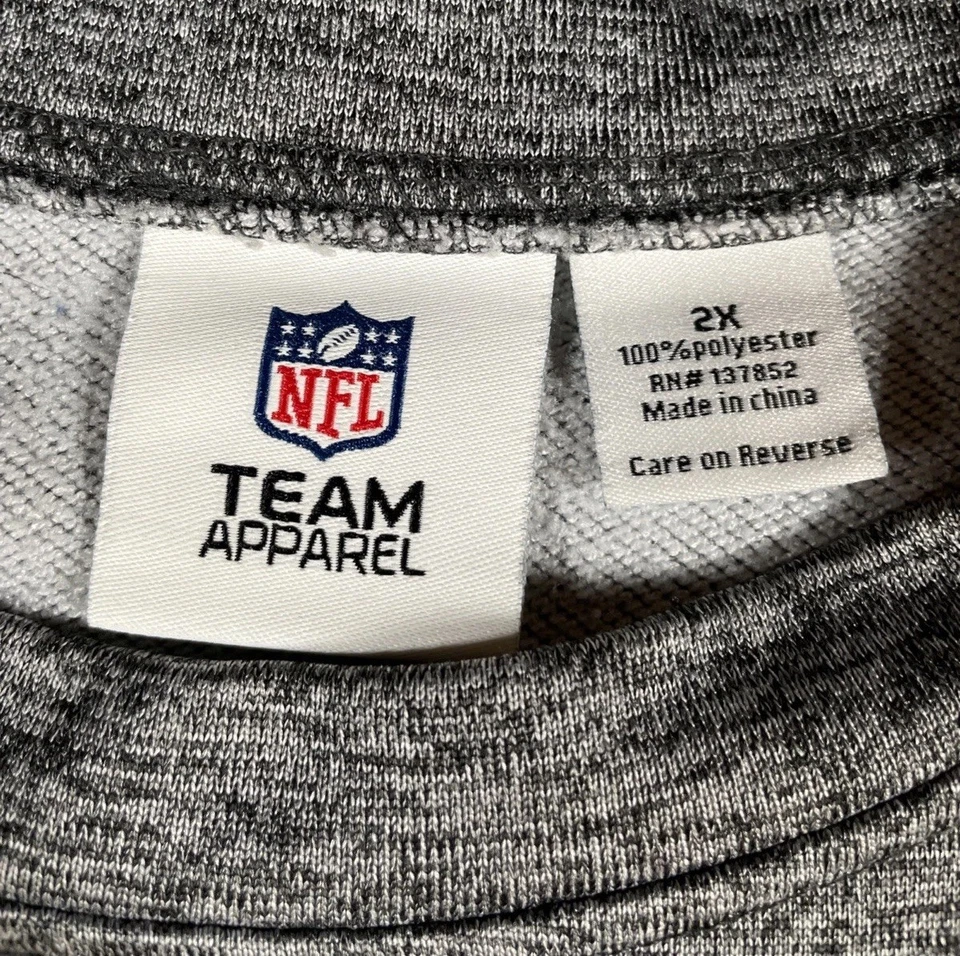 NFL
TEAM
APPAREL
2X
100%polyester
RN# 137852
Made in china
Care on Reverse